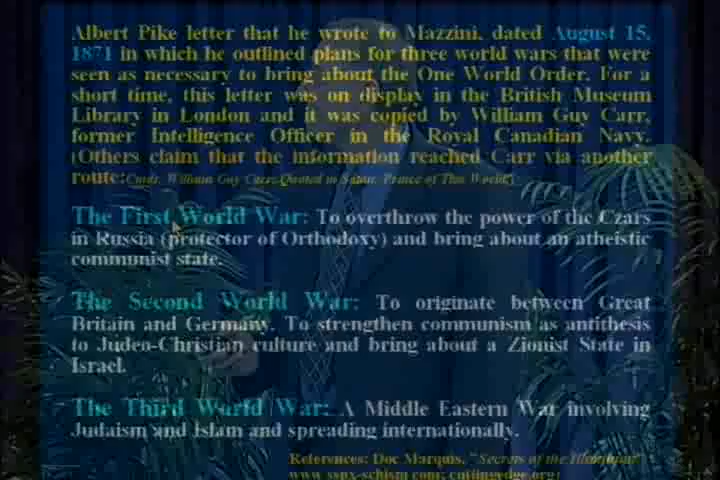 Albert Pike letter that he wrote to Mazzini, dated August 15,
1871 in which he outlined plans for three world wars that were
seen as necessary to bring about the One World Order. For a
short time, this letter was on display in the British Museum
Library in London and it was copied by William Guy Carr,
former Intelligence Officer in the Royal Canadian Navy.
(Others claim that the information reached Carr via another
route: William Guy Carr: Quoted in Satan, Prince of This World)
The First World War: To overthrow the power of the Czars
in Russia (protector of Orthodoxy) and bring about an atheistic
communist state.
The Second World War: To originate between Great
Britain and Germany. To strengthen communism as antithesis
to Judeo-Christian culture and bring about a Zionist State in
Israel.
The Third World War: A Middle Eastern War involving
Judaism and Islam and spreading internationally.
References: Doc Marquis, "Secrets of the Illuminati"
www.sspx-schism.com; cuttingedge.org)